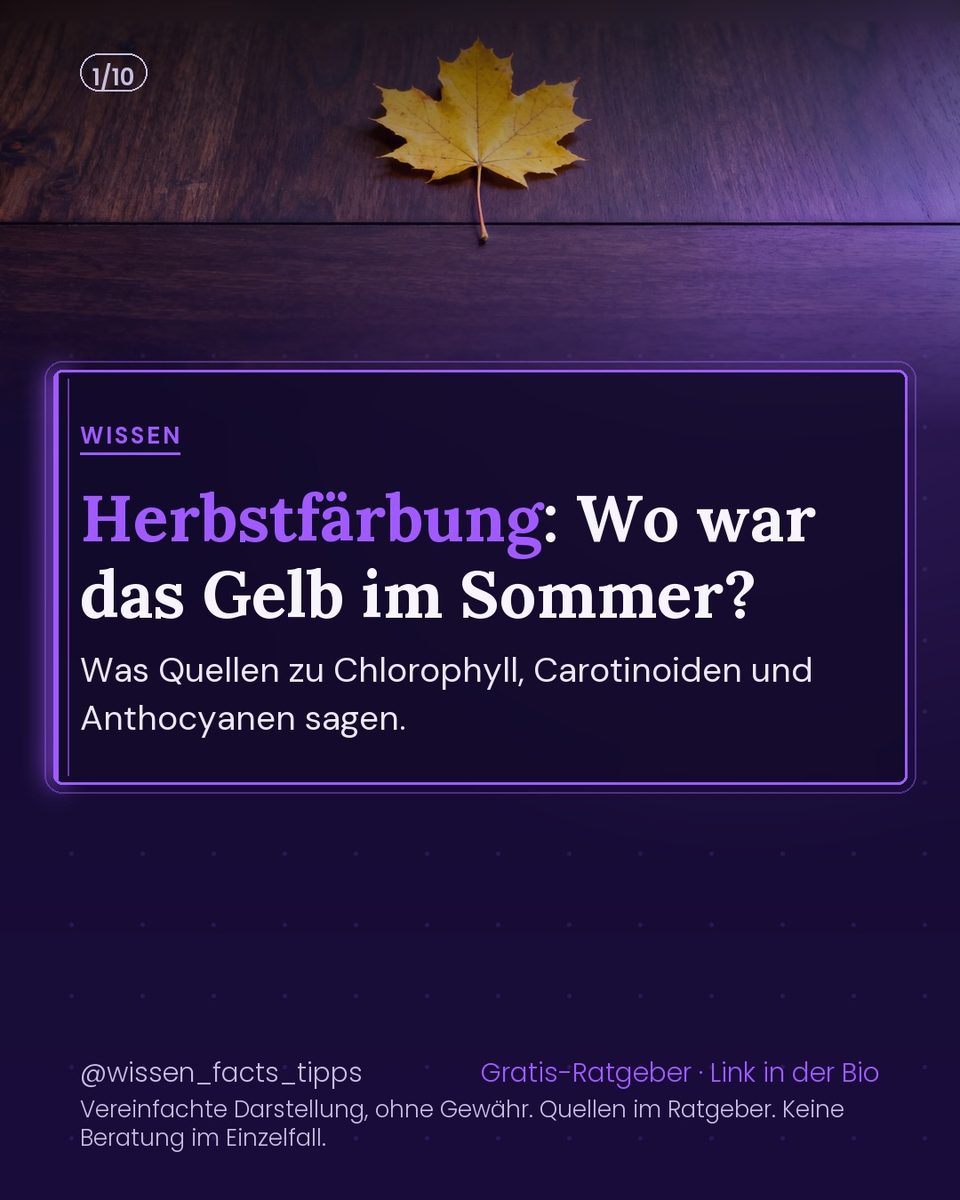 1/10
WISSEN
Herbstfärbung: Wo war
das Gelb im Sommer?
Was Quellen zu Chlorophyll, Carotinoiden und
Anthocyanen sagen.
@wissen_facts_tipps
Gratis-Ratgeber · Link in der Bio
Vereinfachte Darstellung, ohne Gewähr. Quellen im Ratgeber. Keine
Beratung im Einzelfall.